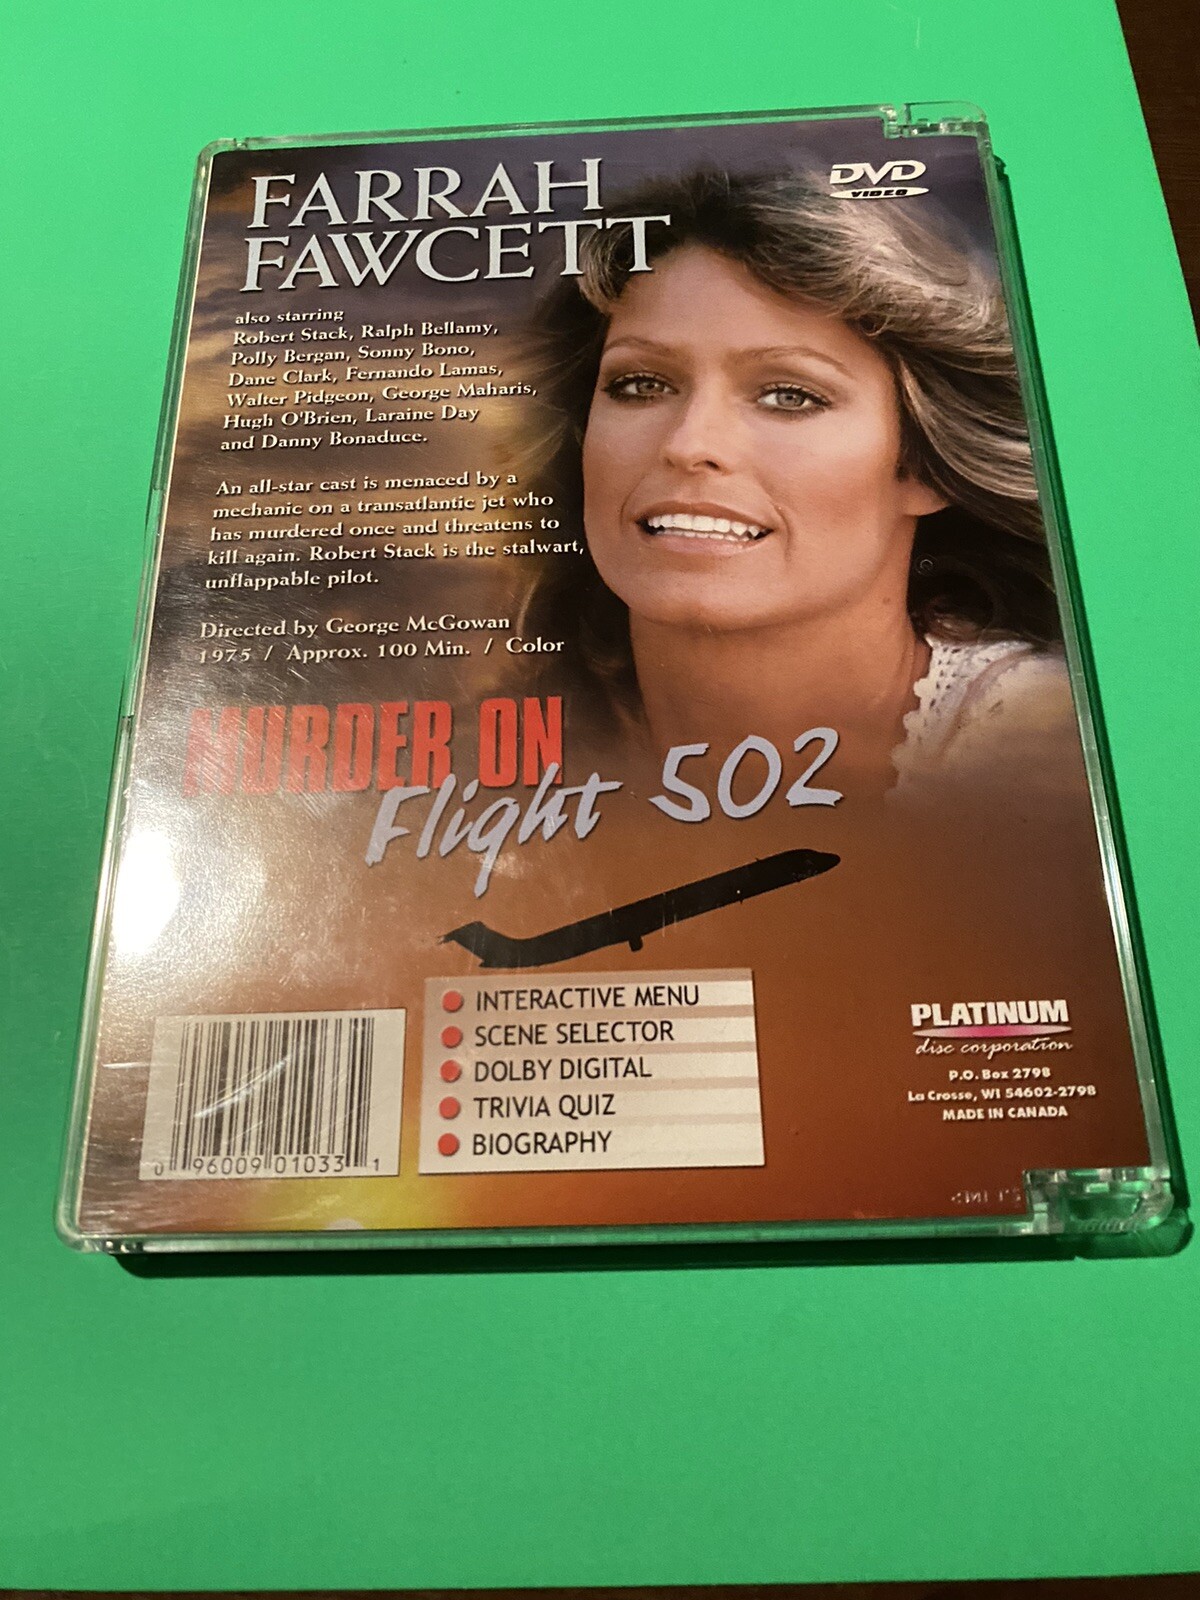 FARRAH
FAWCETT
DVD
VIDEO
also starring
Robert Stack, Ralph Bellamy,
Polly Bergan, Sonny Bono,
Dane Clark, Fernando Lamas,
Walter Pidgeon, George Maharis,
Hugh O'Brien, Laraine Day
and Danny Bonaduce.
An all-star cast is menaced by a
mechanic on a transatlantic jet who
has murdered once and threatens to
kill again. Robert Stack is the stalwart,
unflappable pilot.
Directed by George McGowan
1975 / Approx. 100 Min. / Color
MURDER ON
Flight 502
INTERACTIVE MENU
SCENE SELECTOR
DOLBY DIGITAL
TRIVIA QUIZ
BIOGRAPHY
0 96009 01033 1
PLATINUM
disc corporation
P.O. Box 2798
La Crosse, WI 54602-2798
MADE IN CANADA